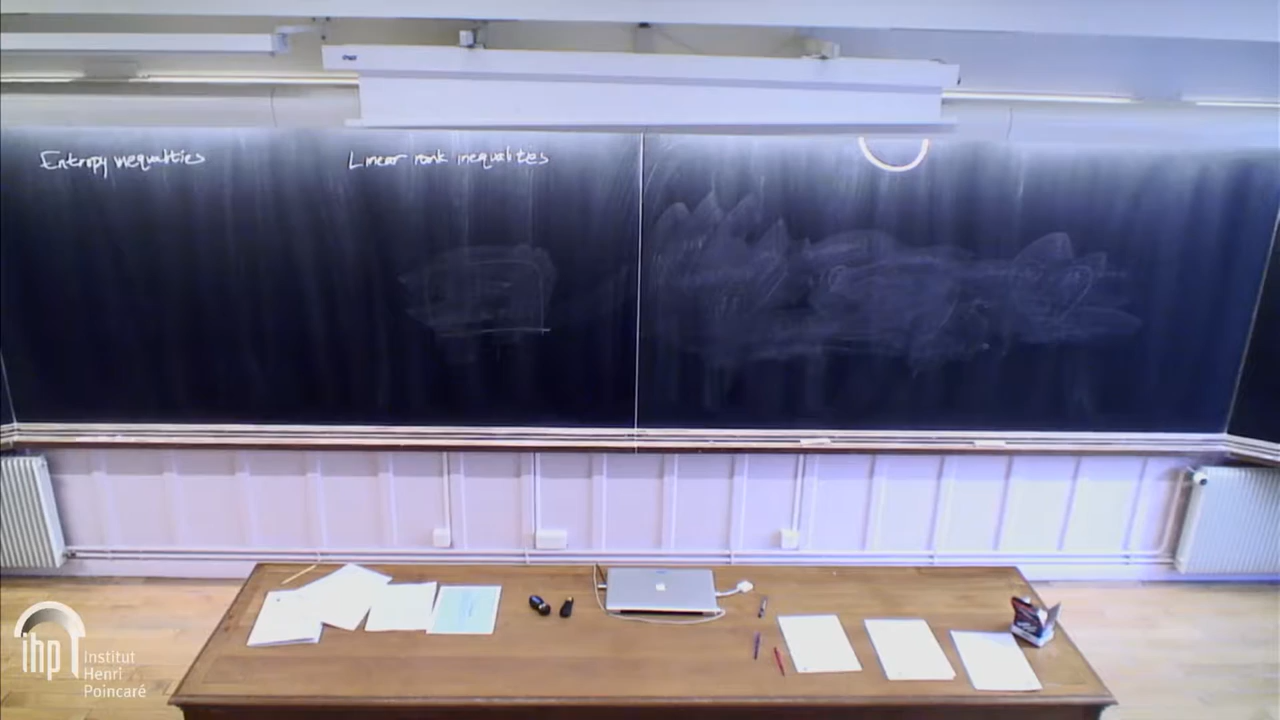 Entropy inequalities
Linear rank inequalities
ihp
Institut
Henri
Poincaré